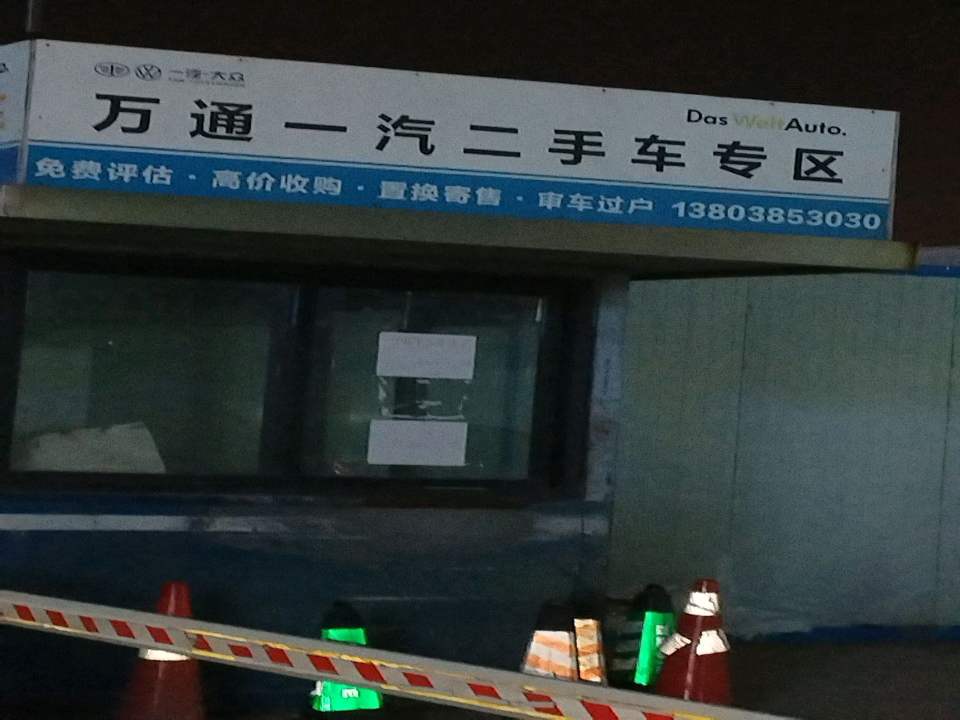 一汽-大众
Das WeltAuto.
万通一汽二手车专区
免费评估·高价收购·置换寄售·审车过户 13803853030